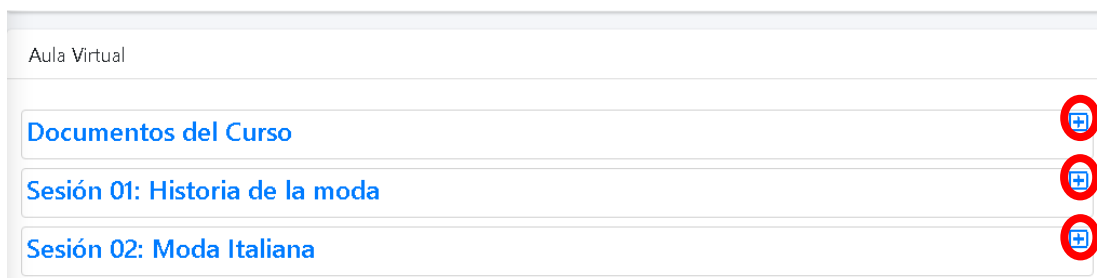 Aula Virtual
Documentos del Curso
Sesión 01: Historia de la moda
Sesión 02: Moda Italiana